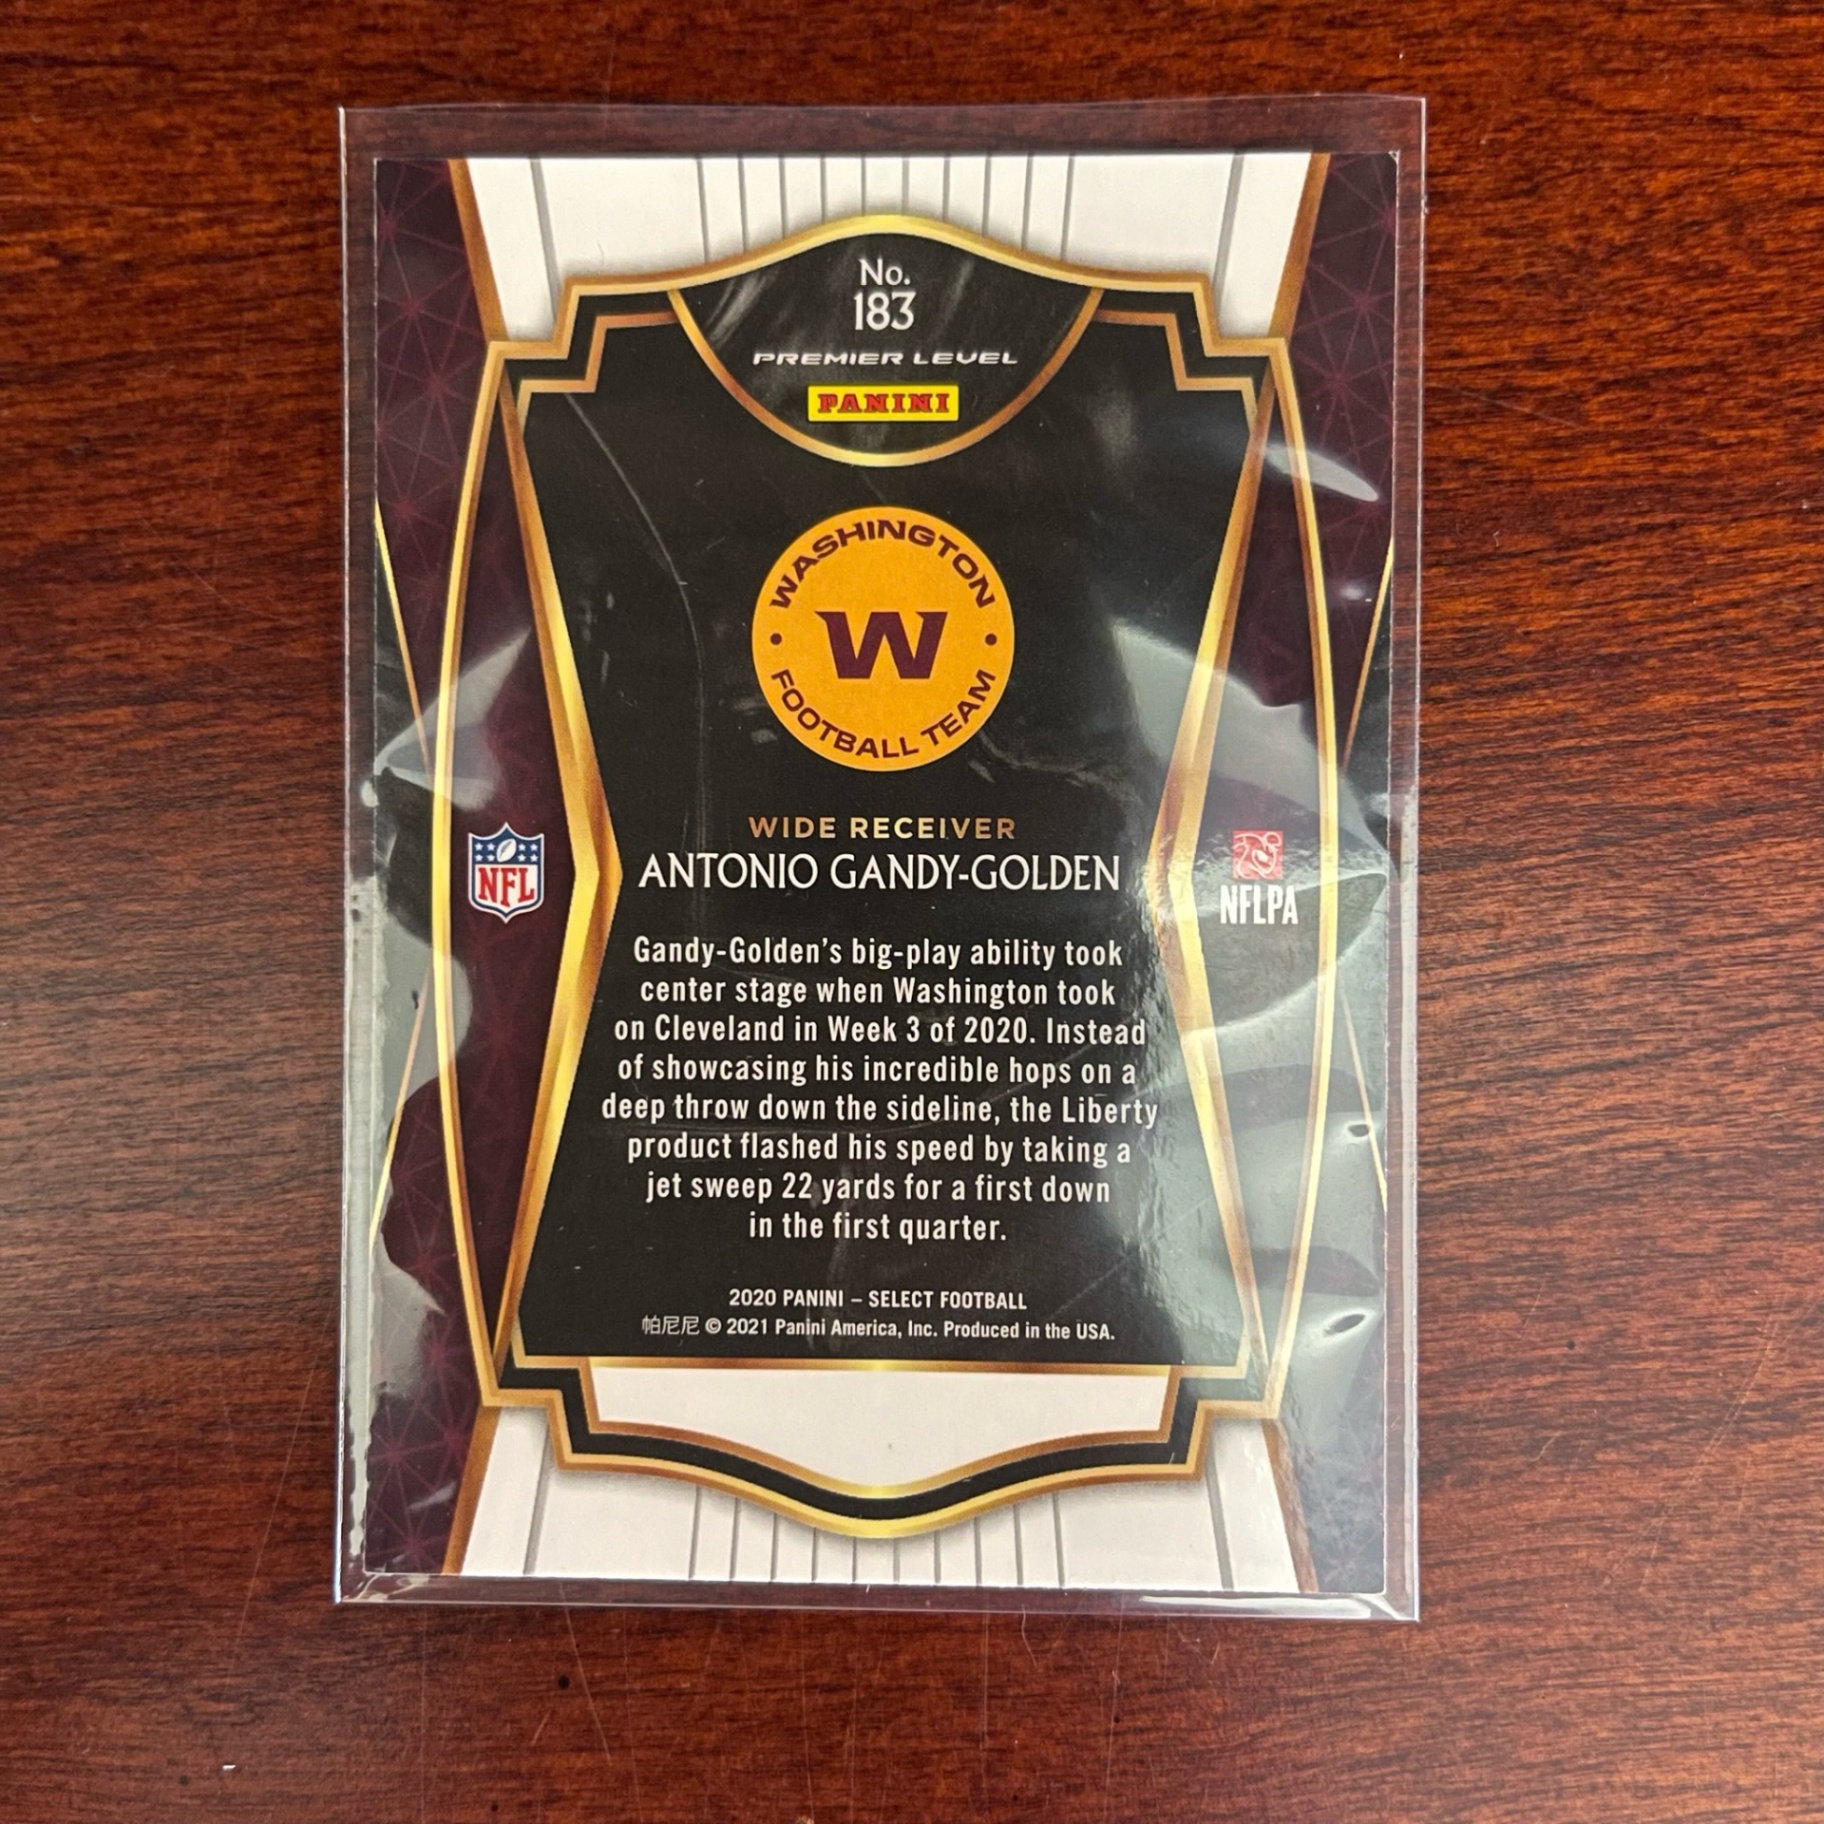 No.
183
PREMIER LEVEL
PANINI
WASHINGTON
W
FOOTBALL TEAM
WIDE RECEIVER
ANTONIO GANDY-GOLDEN
NFL
NFLPA
Gandy-Golden's big-play ability took
center stage when Washington took
on Cleveland in Week 3 of 2020. Instead
of showcasing his incredible hops on a
deep throw down the sideline, the Liberty
product flashed his speed by taking a
jet sweep 22 yards for a first down
in the first quarter.
2020 PANINI – SELECT FOOTBALL
帕尼尼 © 2021 Panini America, Inc. Produced in the USA.